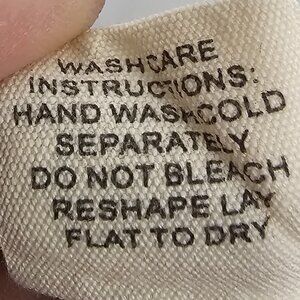 WASHCARE
INSTRUCTIONS:
HAND WASHCOLD
SEPARATELY
DO NOT BLEACH
RESHAPE LAY
FLAT TO DRY